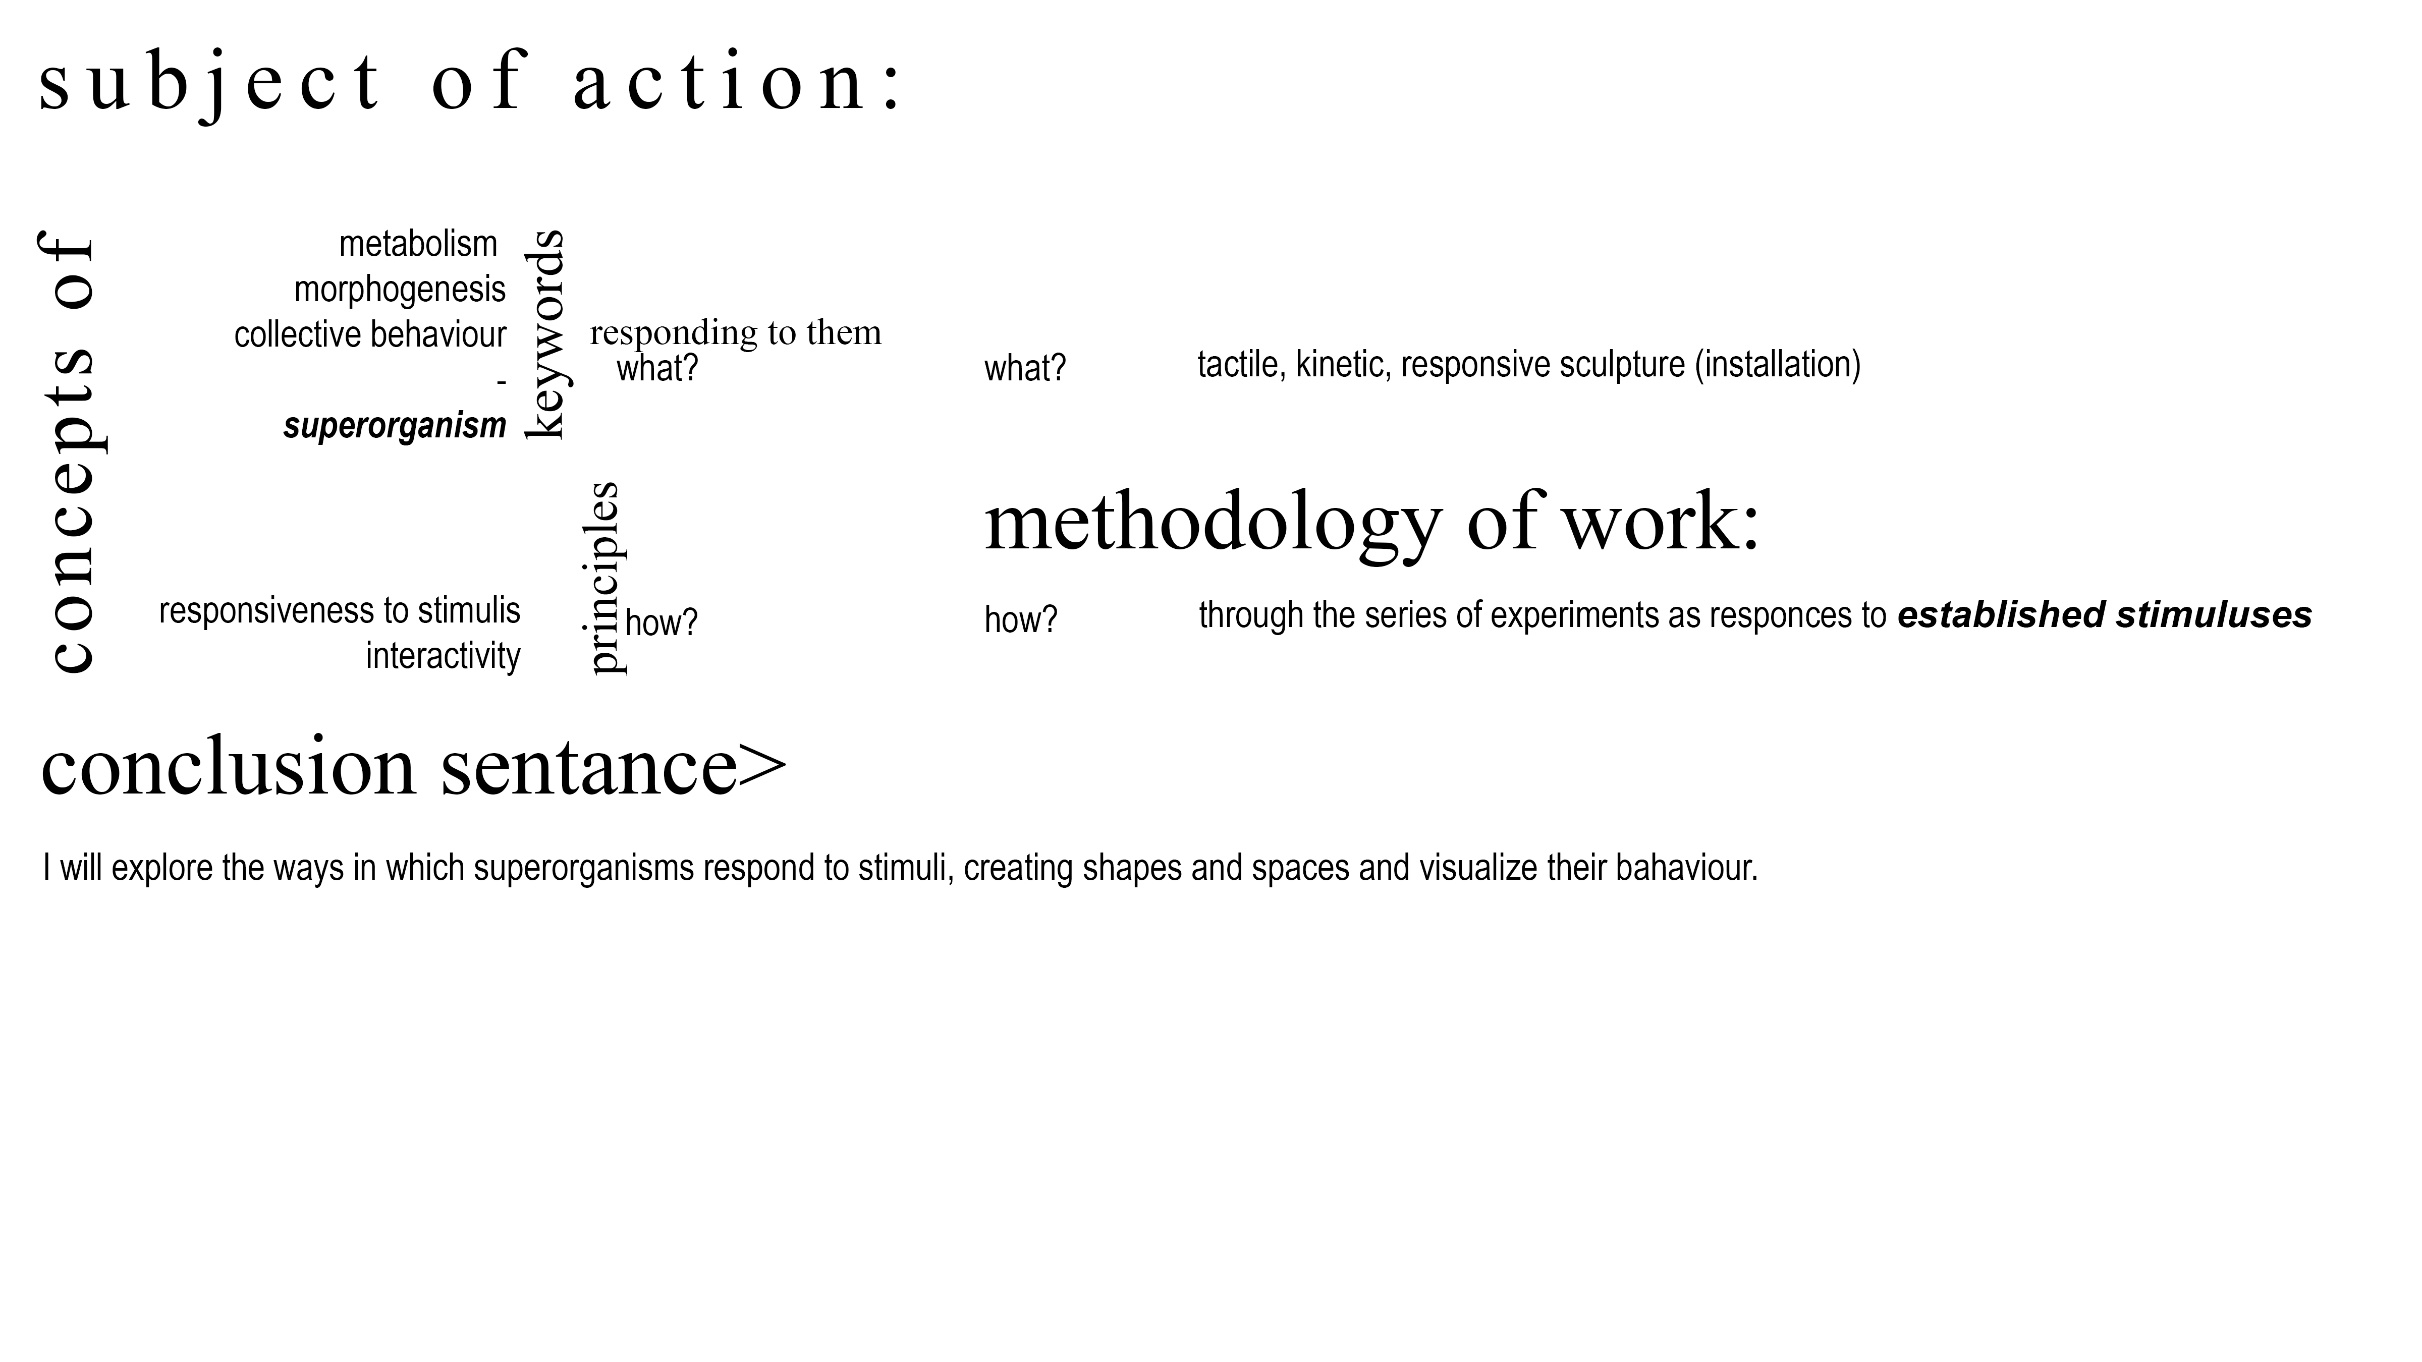 subject of action:
concepts of
metabolism
morphogenesis
collective behaviour
-
superorganism
keywords
responding to them
what?
what?
tactile, kinetic, responsive sculpture (installation)
methodology of work:
responsiveness to stimulis
interactivity
principles
how?
how?
through the series of experiments as responces to established stimuluses
conclusion sentance>
I will explore the ways in which superorganisms respond to stimuli, creating shapes and spaces and visualize their bahaviour.